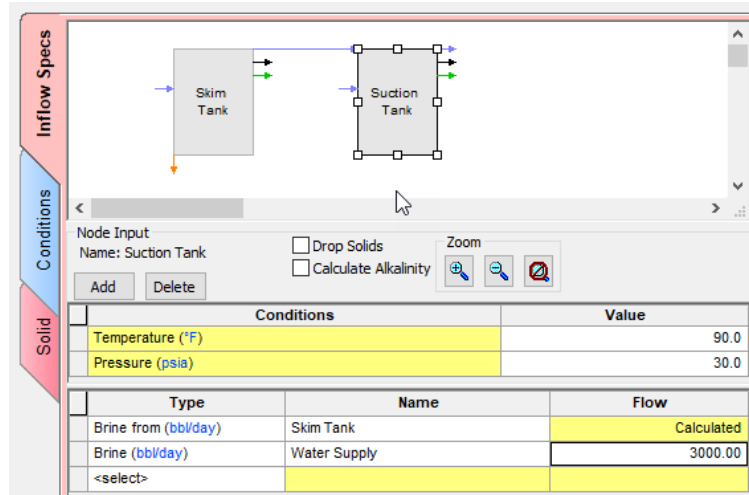 Inflow Specs
Conditions
Solid
Skim
Tank
Suction
Tank
Node Input
Name: Suction Tank
Drop Solids
Calculate Alkalinity
Zoom
Add Delete
Conditions Value
Temperature (°F) 90.0
Pressure (psia) 30.0
Type Name Flow
Brine from (bbl/day) Skim Tank Calculated
Brine (bbl/day) Water Supply 3000.00
<select>